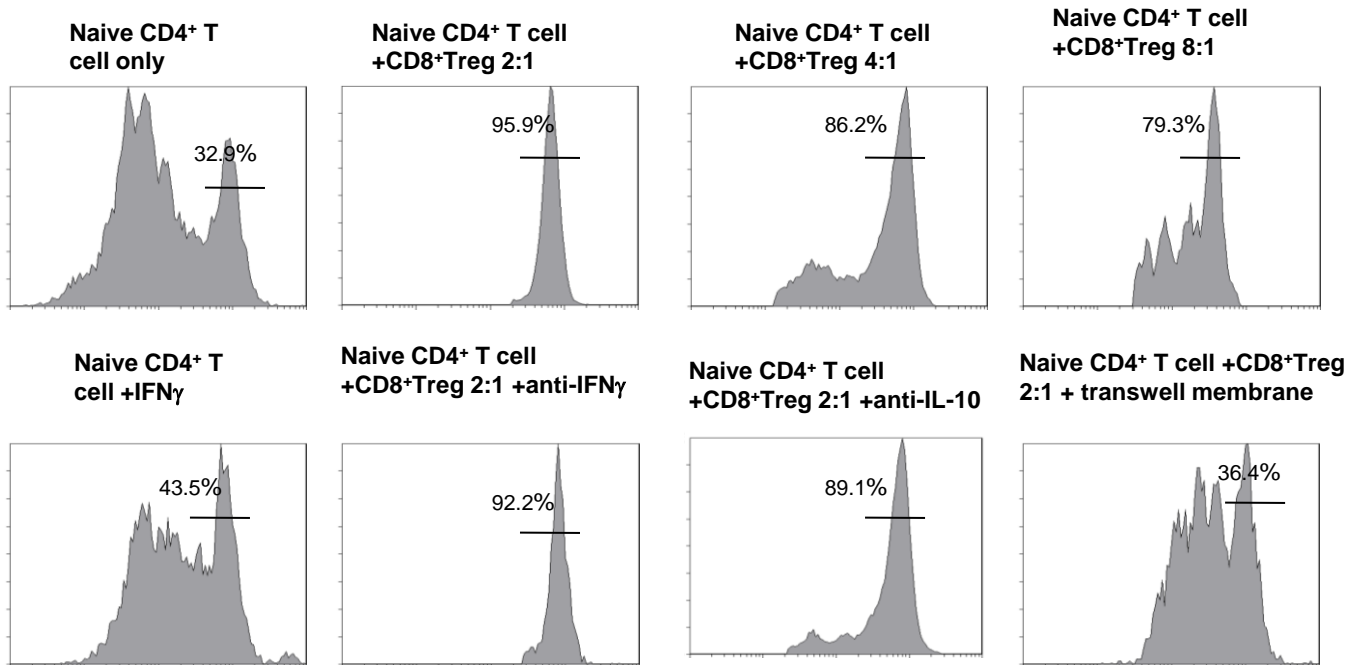 Naive CD4⁺ T
cell only
32.9%
Naive CD4⁺ T cell
+CD8⁺Treg 2:1
95.9%
Naive CD4⁺ T cell
+CD8⁺Treg 4:1
86.2%
Naive CD4⁺ T cell
+CD8⁺Treg 8:1
79.3%
Naive CD4⁺ T
cell +IFNγ
43.5%
Naive CD4⁺ T cell
+CD8⁺Treg 2:1 +anti-IFNγ
92.2%
Naive CD4⁺ T cell
+CD8⁺Treg 2:1 +anti-IL-10
89.1%
Naive CD4⁺ T cell +CD8⁺Treg
2:1 + transwell membrane
36.4%